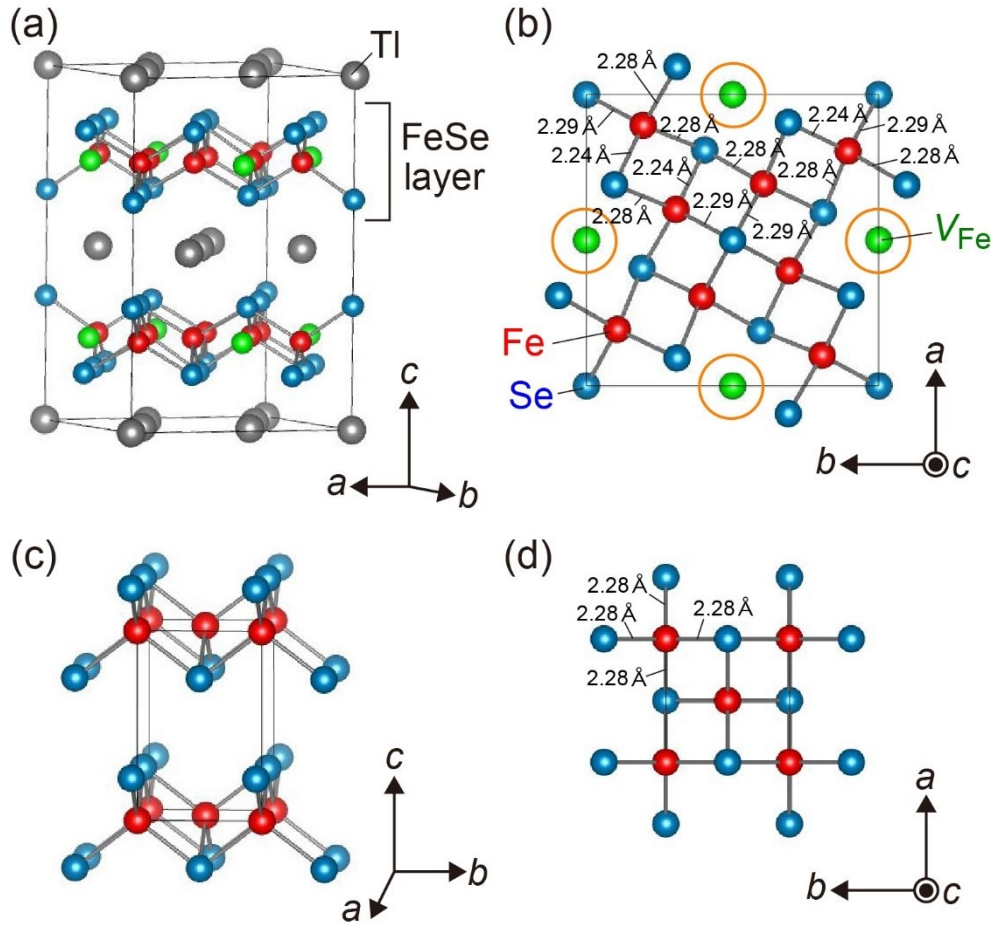 (a)
Tl
FeSe
layer
c
a
b
(b)
2.28 Å
2.29 Å
2.28 Å
2.24 Å
2.24 Å
2.28 Å
2.28 Å
2.29 Å
2.29 Å
2.24 Å
2.29 Å
2.28 Å
2.28 Å
VFe
Fe
Se
a
b
c
(c)
c
b
a
(d)
2.28 Å
2.28 Å
2.28 Å
2.28 Å
a
b
c